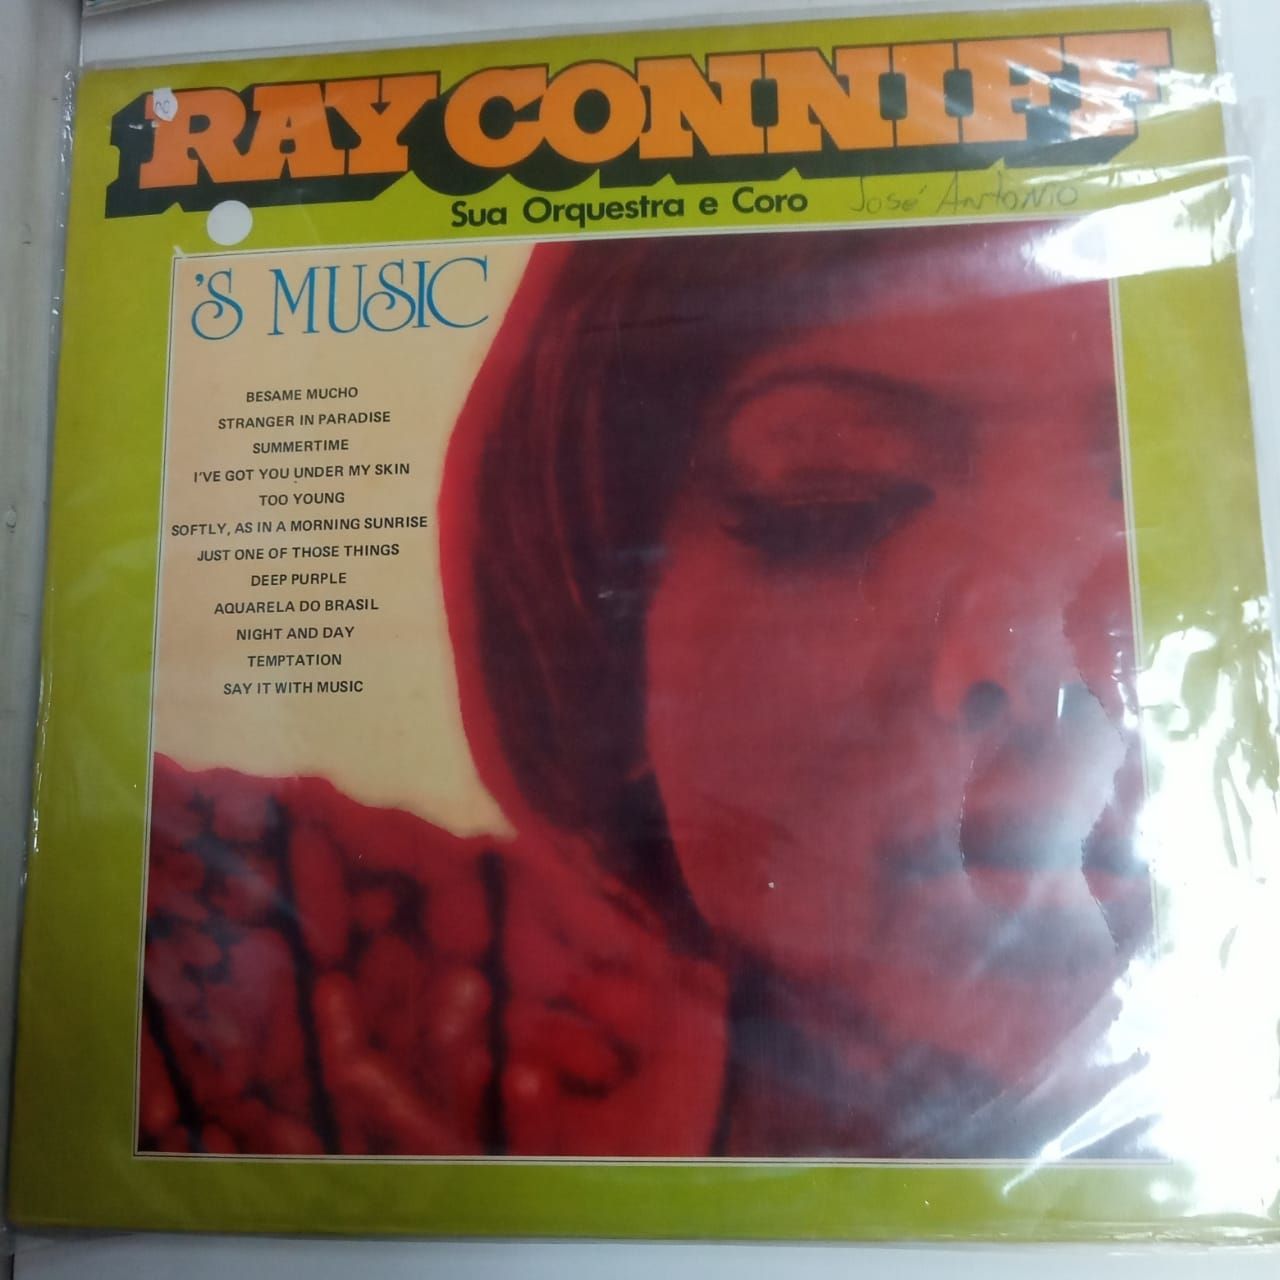 RAY CONNIFF
Sua Orquestra e Coro José Antonio
'S MUSIC
BESAME MUCHO
STRANGER IN PARADISE
SUMMERTIME
I'VE GOT YOU UNDER MY SKIN
TOO YOUNG
SOFTLY, AS IN A MORNING SUNRISE
JUST ONE OF THOSE THINGS
DEEP PURPLE
AQUARELA DO BRASIL
NIGHT AND DAY
TEMPTATION
SAY IT WITH MUSIC